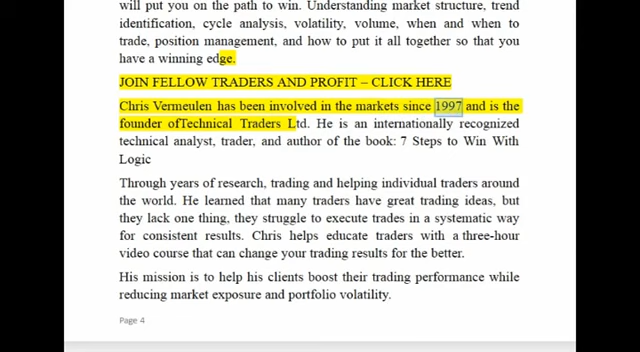 will put you on the path to win. Understanding market structure, trend
identification, cycle analysis, volatility, volume, when and when to
trade, position management, and how to put it all together so that you
have a winning edge.
JOIN FELLOW TRADERS AND PROFIT – CLICK HERE
Chris Vermeulen has been involved in the markets since 1997 and is the
founder ofTechnical Traders Ltd. He is an internationally recognized
technical analyst, trader, and author of the book: 7 Steps to Win With
Logic
Through years of research, trading and helping individual traders around
the world. He learned that many traders have great trading ideas, but
they lack one thing, they struggle to execute trades in a systematic way
for consistent results. Chris helps educate traders with a three-hour
video course that can change your trading results for the better.
His mission is to help his clients boost their trading performance while
reducing market exposure and portfolio volatility.
Page 4